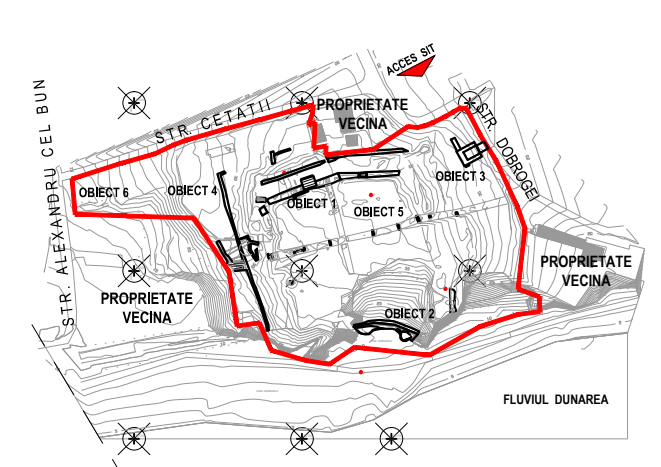 ACCES SIT
STR. ALEXANDRU CEL BUN
STR. CETATII
PROPRIETATE
VECINA
STR. DOBROGEI
OBIECT 6
OBIECT 4
OBIECT 1
OBIECT 5
OBIECT 3
PROPRIETATE
VECINA
PROPRIETATE
VECINA
OBIECT 2
FLUVIUL DUNAREA